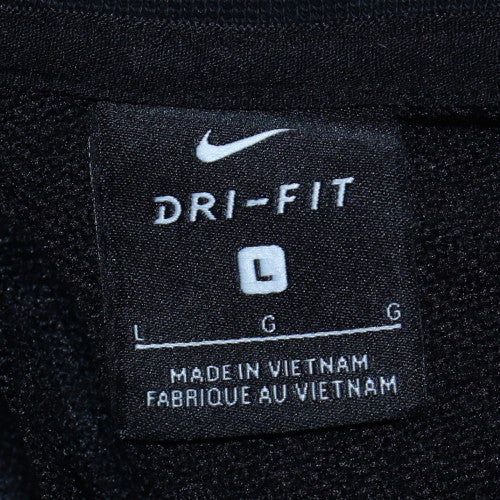 DRI-FIT
L
L G G
MADE IN VIETNAM
FABRIQUE AU VIETNAM